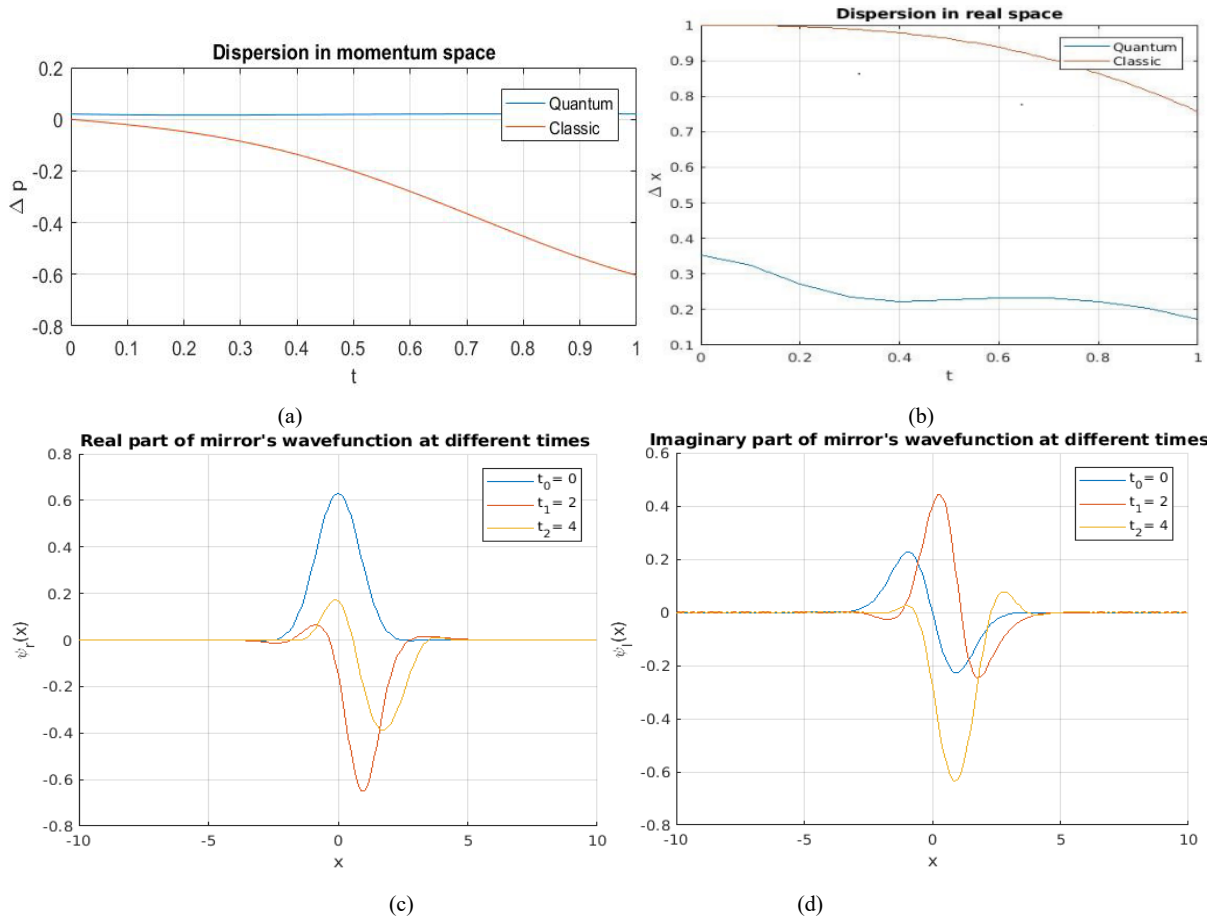 Dispersion in momentum space
0.2
0
-0.2
-0.4
-0.6
-0.8
Δ p
0 0.1 0.2 0.3 0.4 0.5 0.6 0.7 0.8 0.9 1
t
Quantum
Classic
(a)
Dispersion in real space
1
0.9
0.8
0.7
0.6
0.5
0.4
0.3
0.2
0.1
Δ x
0 0.2 0.4 0.6 0.8 1
t
Quantum
Classic
(b)
Real part of mirror's wavefunction at different times
0.8
0.6
0.4
0.2
0
-0.2
-0.4
-0.6
-0.8
ψr(x)
-10 -5 0 5 10
x
t0= 0
t1= 2
t2= 4
(c)
Imaginary part of mirror's wavefunction at different times
0.6
0.4
0.2
0
-0.2
-0.4
-0.6
-0.8
ψI(x)
-10 -5 0 5 10
x
t0= 0
t1= 2
t2= 4
(d)